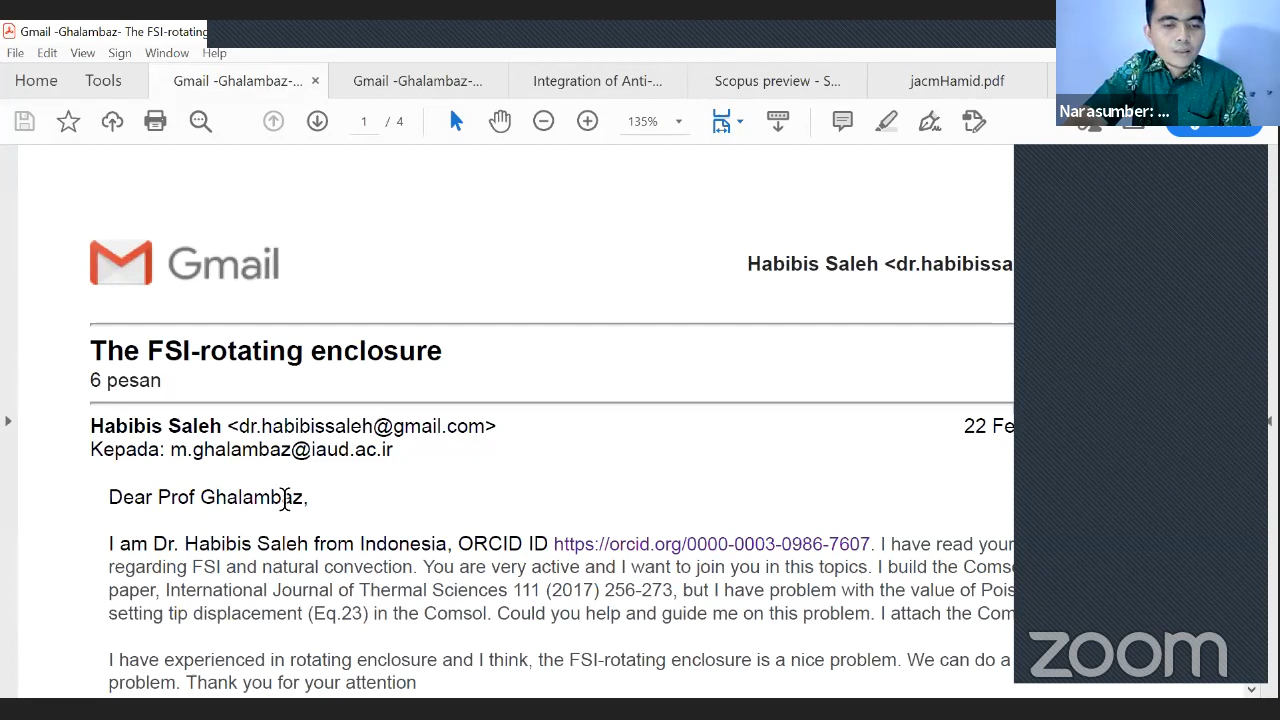 Gmail -Ghalambaz- The FSI-rotating
File Edit View Sign Window Help
Home Tools Gmail -Ghalambaz-... × Gmail -Ghalambaz-... Integration of Anti-... Scopus preview - S... jacmHamid.pdf
1 / 4 135%
Narasumber: ...
Gmail
Habibis Saleh <dr.habibissa
The FSI-rotating enclosure
6 pesan
Habibis Saleh <dr.habibissaleh@gmail.com> 22 Fe
Kepada: m.ghalambaz@iaud.ac.ir
Dear Prof Ghalambaz,
I am Dr. Habibis Saleh from Indonesia, ORCID ID https://orcid.org/0000-0003-0986-7607. I have read your
regarding FSI and natural convection. You are very active and I want to join you in this topics. I build the Comso
paper, International Journal of Thermal Sciences 111 (2017) 256-273, but I have problem with the value of Pois
setting tip displacement (Eq.23) in the Comsol. Could you help and guide me on this problem. I attach the Com
I have experienced in rotating enclosure and I think, the FSI-rotating enclosure is a nice problem. We can do a
problem. Thank you for your attention
zoom